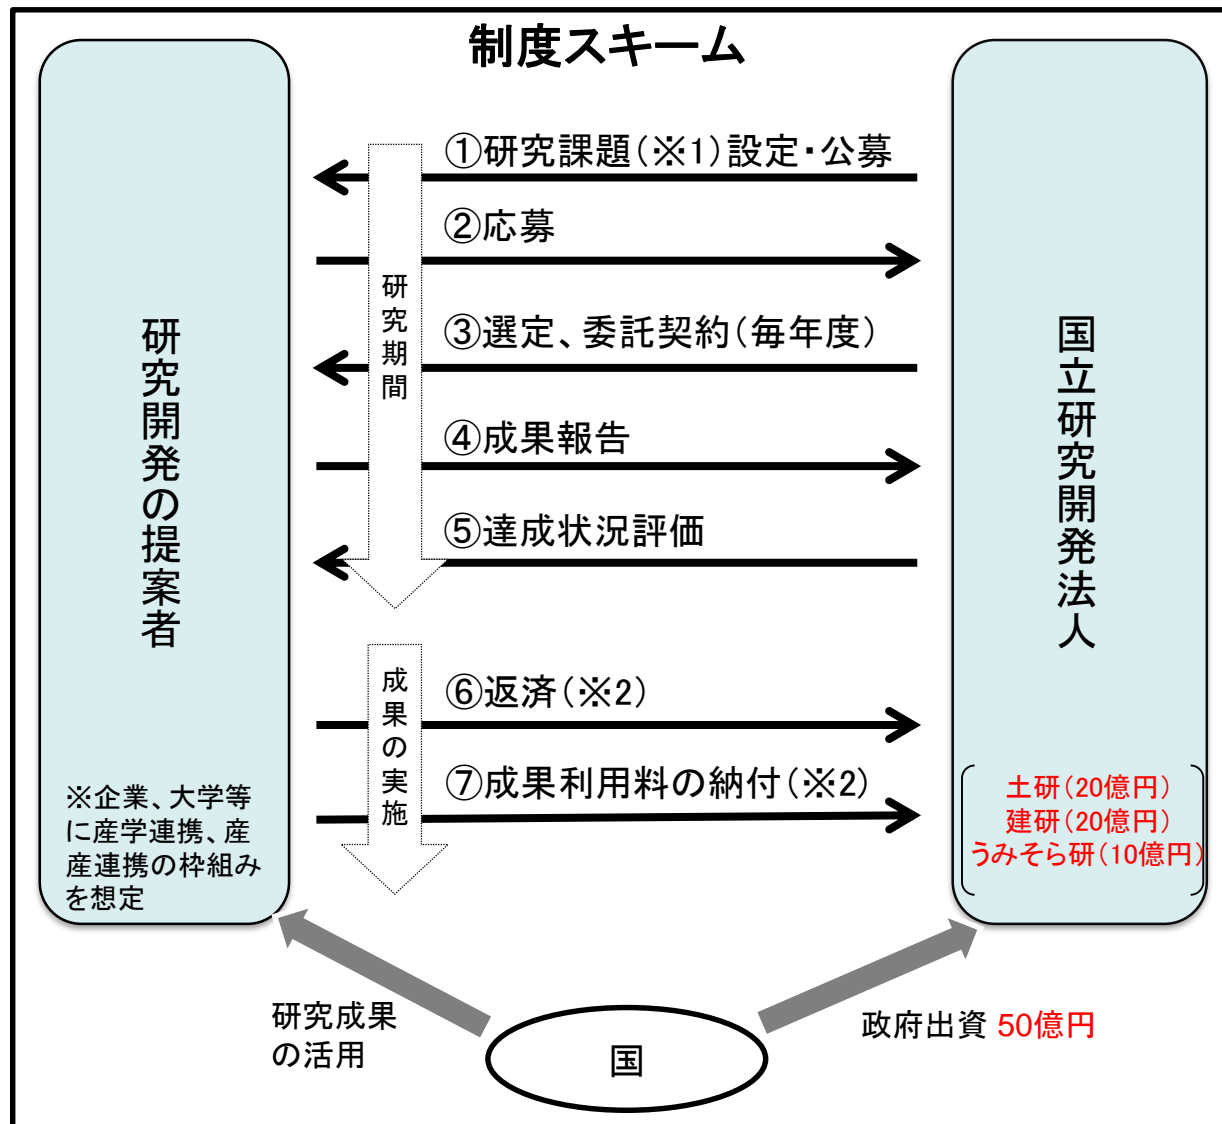 制度スキーム
①研究課題(※1)設定・公募
②応募
③選定、委託契約(毎年度)
④成果報告
⑤達成状況評価
研究期間
⑥返済(※2)
⑦成果利用料の納付(※2)
成果の実施
研究開発の提案者
※企業、大学等
に産学連携、産
産連携の枠組み
を想定
国立研究開発法人
土研(20億円)
建研(20億円)
うみそら研(10億円)
研究成果
の活用
国
政府出資 50億円